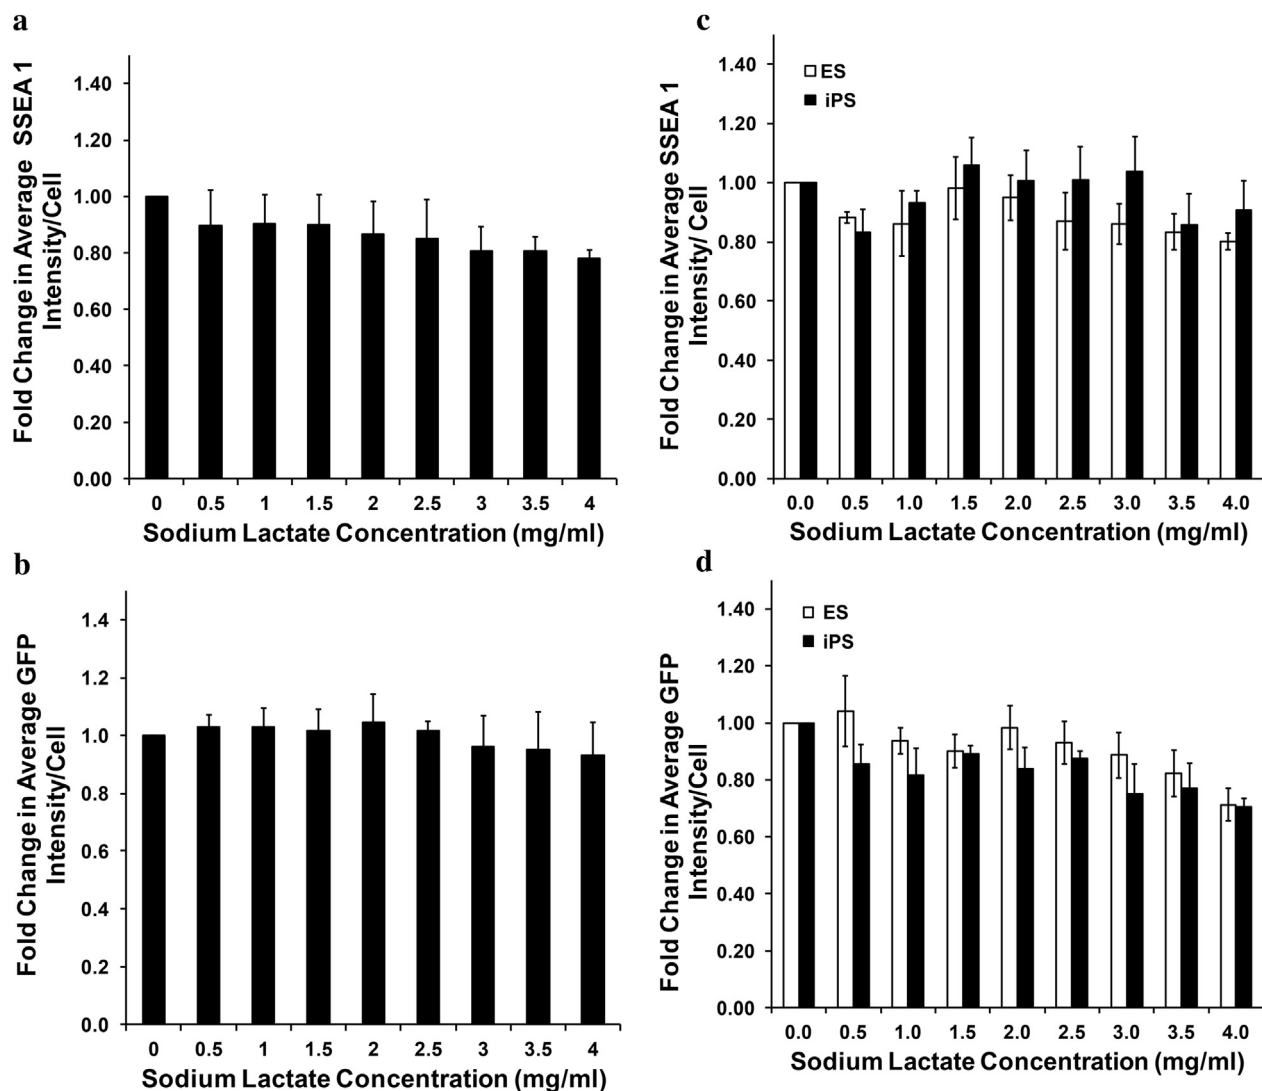 a
Fold Change in Average SSEA 1
Intensity/Cell
1.40
1.20
1.00
0.80
0.60
0.40
0.20
0.00
0 0.5 1 1.5 2 2.5 3 3.5 4
Sodium Lactate Concentration (mg/ml)
c
Fold Change in Average SSEA 1
Intensity/ Cell
1.40
1.20
1.00
0.80
0.60
0.40
0.20
0.00
ES
iPS
0.0 0.5 1.0 1.5 2.0 2.5 3.0 3.5 4.0
Sodium Lactate Concentration (mg/ml)
b
Fold Change in Average GFP
Intensity/Cell
1.4
1.2
1.0
0.8
0.6
0.4
0.2
0.0
0 0.5 1 1.5 2 2.5 3 3.5 4
Sodium Lactate Concentration (mg/ml)
d
Fold Change in Average GFP
Intensity/Cell
1.40
1.20
1.00
0.80
0.60
0.40
0.20
0.00
ES
iPS
0.0 0.5 1.0 1.5 2.0 2.5 3.0 3.5 4.0
Sodium Lactate Concentration (mg/ml)